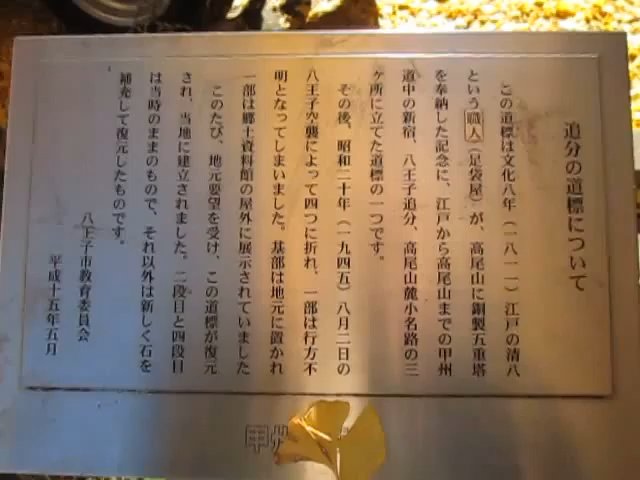 追分の道標について
この道標は文化八年(一八一一)江戸の清八
という職人(足袋屋)が、高尾山に銅製五重塔
を奉納した記念に、江戸から高尾山までの甲州
道中の新宿、八王子追分、高尾山麓小名路の三
ヶ所に立てた道標の一つです。
その後、昭和二十年(一九四五)八月二日の
八王子空襲によって四つに折れ、一部は行方不
明となってしまいました。基部は地元に置かれ
一部は郷土資料館の屋外に展示されていました
このたび、地元要望を受け、この道標が復元
され、当地に建立されました。二段目と四段目
は当時のままのもので、それ以外は新しく石を
補充して復元したものです。
八王子市教育委員会
平成十五年五月
甲州